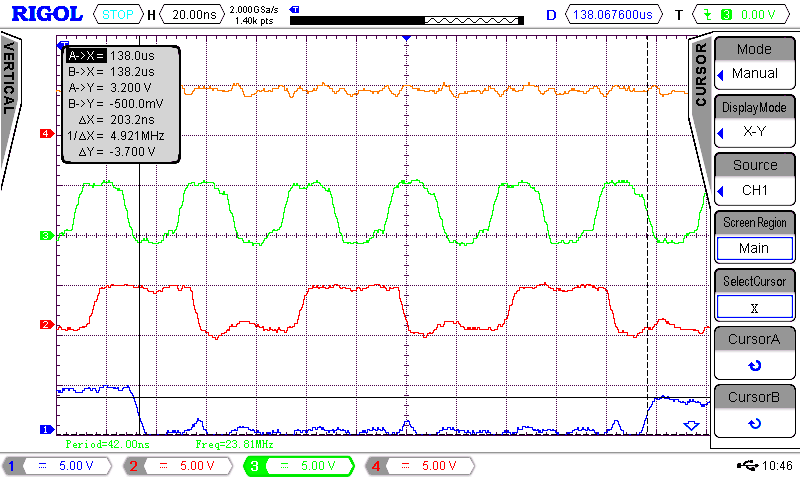 RIGOL STOP H 20.00ns 2.000GSa/s 1.40k pts D 138.067600us T 3 0.00 V
VERTICAL
A->X = 138.0us
B->X = 138.2us
A->Y = 3.200 V
B->Y = -500.0mV
ΔX = 203.2ns
1/ΔX = 4.921MHz
ΔY = -3.700 V
4
3
2
1
Period=42.00ns Freq=23.81MHz
CURSOR
Mode
Manual
DisplayMode
X-Y
Source
CH1
Screen Region
Main
SelectCursor
X
CursorA
CursorB
1 5.00 V 2 5.00 V 3 5.00 V 4 5.00 V 10:46